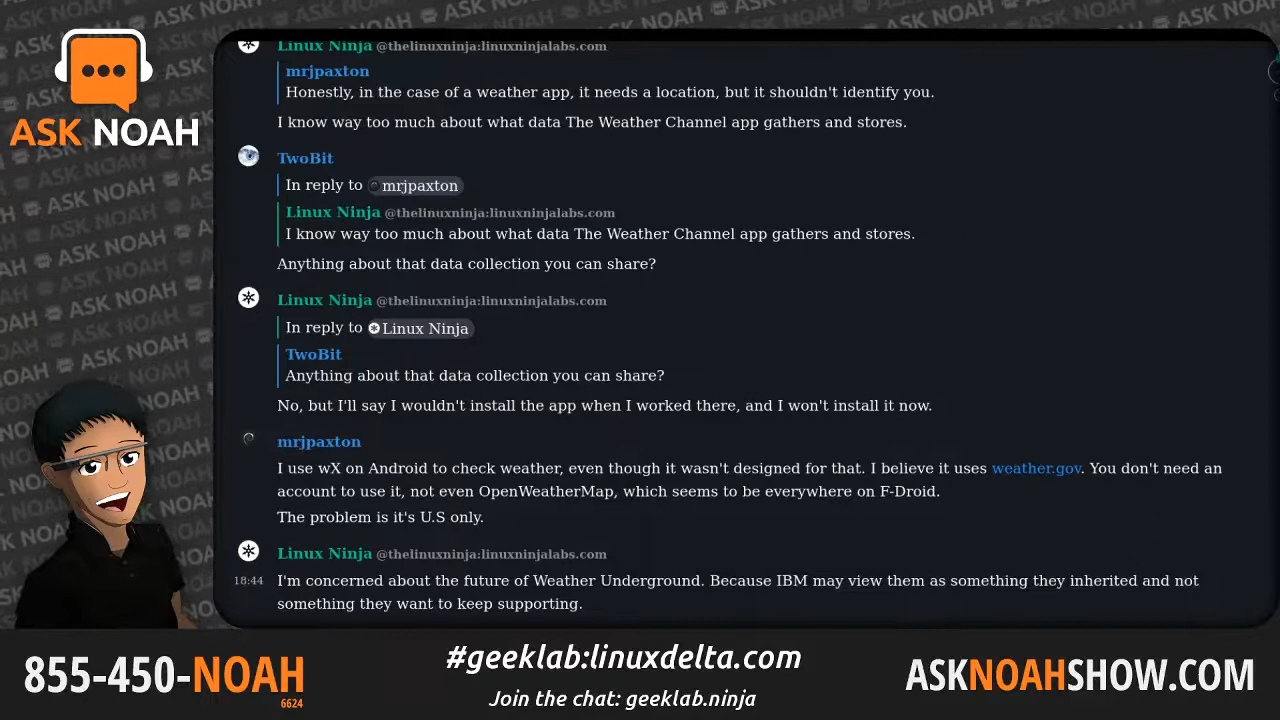 ASK NOAH
Linux Ninja @thelinuxninja:linuxninjalabs.com
mrjpaxton
Honestly, in the case of a weather app, it needs a location, but it shouldn't identify you.
I know way too much about what data The Weather Channel app gathers and stores.
TwoBit
In reply to mrjpaxton
Linux Ninja @thelinuxninja:linuxninjalabs.com
I know way too much about what data The Weather Channel app gathers and stores.
Anything about that data collection you can share?
Linux Ninja @thelinuxninja:linuxninjalabs.com
In reply to Linux Ninja
TwoBit
Anything about that data collection you can share?
No, but I'll say I wouldn't install the app when I worked there, and I won't install it now.
mrjpaxton
I use wX on Android to check weather, even though it wasn't designed for that. I believe it uses weather.gov. You don't need an
account to use it, not even OpenWeatherMap, which seems to be everywhere on F-Droid.
The problem is it's U.S only.
Linux Ninja @thelinuxninja:linuxninjalabs.com
18:44 I'm concerned about the future of Weather Underground. Because IBM may view them as something they inherited and not
something they want to keep supporting.
855-450-NOAH
6624
#geeklab:linuxdelta.com
Join the chat: geeklab.ninja
ASKNOAHSHOW.COM